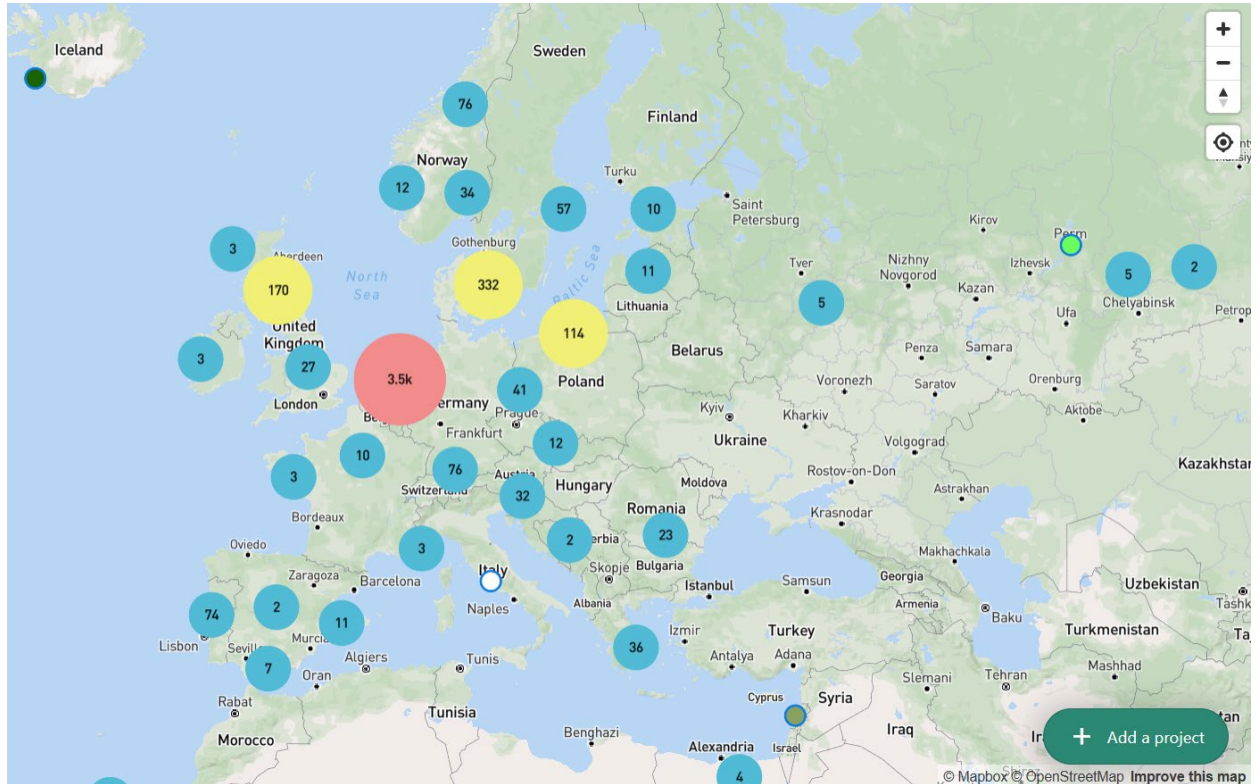 Iceland
Sweden
76
Finland
Norway
Turku
12
34
57
10
Saint
Petersburg
Kirov
Perm
3
Aberdeen
Gothenburg
North
Sea
Baltic Sea
11
Tver
Nizhny
Novgorod
Izhevsk
5
2
170
332
Lithuania
5
Kazan
Chelyabinsk
Ufa
Petrop
United
Kingdom
114
Belarus
Penza
Samara
3
27
3.5k
Poland
41
Voronezh
Saratov
Orenburg
London
ermany
Prague
Kyiv
Kharkiv
Aktobe
Frankfurt
Ukraine
Volgograd
10
12
3
76
Austria
Switzerland
Hungary
Moldova
Rostov-on-Don
Kazakhstan
32
Astrakhan
Bordeaux
Romania
Krasnodar
3
2
erbia
23
Oviedo
Makhachkala
Zaragoza
Barcelona
Italy
Skopje
Bulgaria
Istanbul
Samsun
Georgia
Uzbekistan
Naples
Albania
Armenia
Baku
74
2
11
Izmir
Turkey
Turkmenistan
Lisbon
Murcia
36
Antalya
Adana
Mashhad
7
Algiers
Tunis
Oran
Slemani
Tehran
Rabat
Cyprus
Syria
Tunisia
Morocco
Benghazi
Alexandria
Israel
Iraq
4
+ Add a project
© Mapbox © OpenStreetMap Improve this map